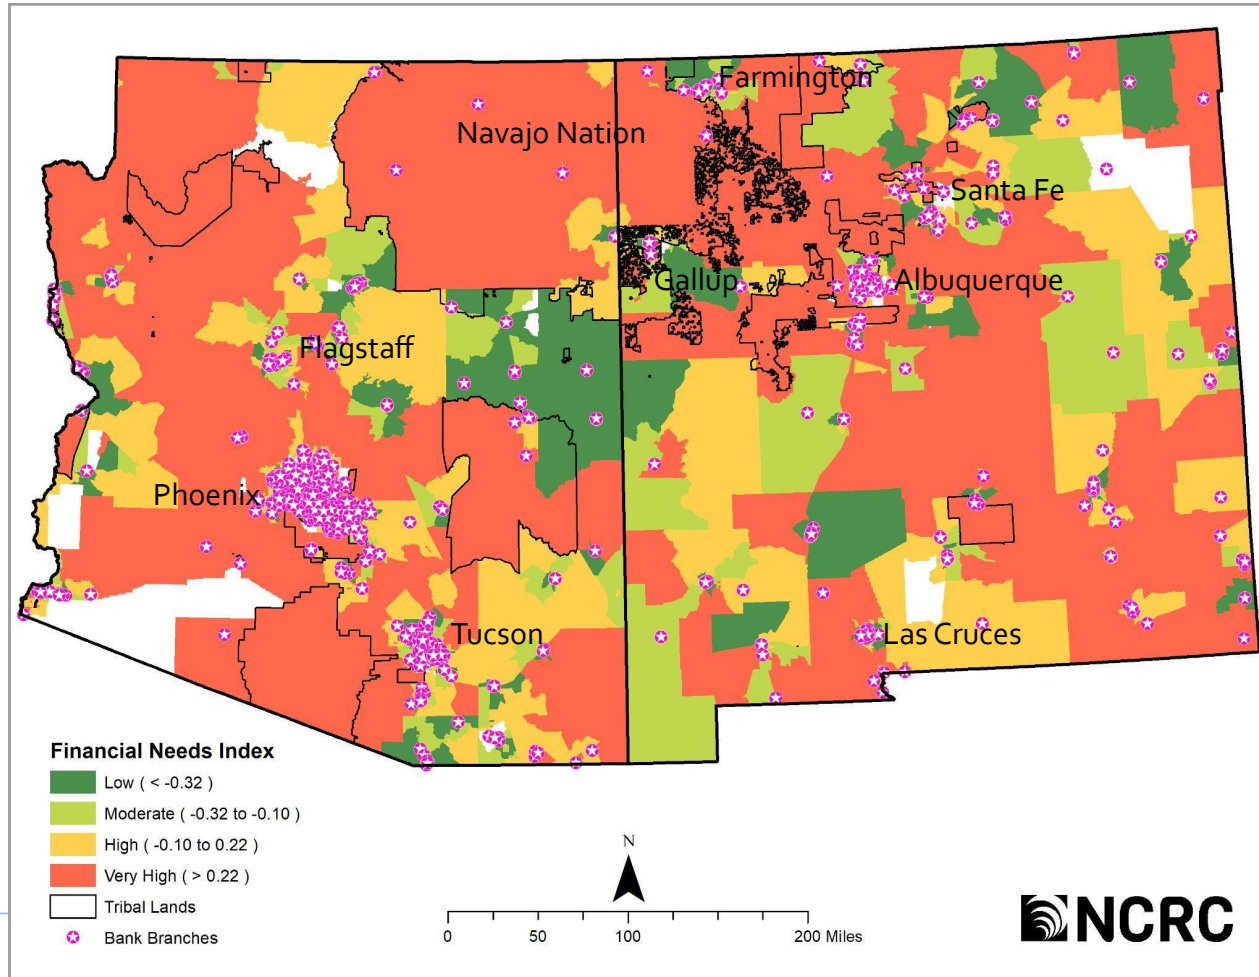 Farmington
Navajo Nation
Santa Fe
Gallup
Albuquerque
Flagstaff
Phoenix
Tucson
Las Cruces
Financial Needs Index
Low ( < -0.32 )
Moderate ( -0.32 to -0.10 )
High ( -0.10 to 0.22 )
Very High ( > 0.22 )
Tribal Lands
Bank Branches
N
0 50 100 200 Miles
NCRC